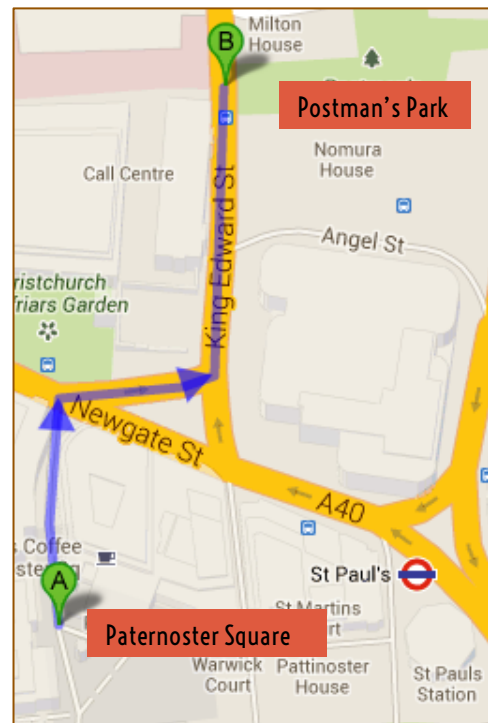 Milton
House
B
Postman's Park
Nomura
House
Call Centre
Angel St
King Edward St
ristchurch
friars Garden
Newgate St
A40
s Coffee
A
St Paul's
St Martins
Paternoster Square
Warwick
Court
Pattinoster
House
St Pauls
Station